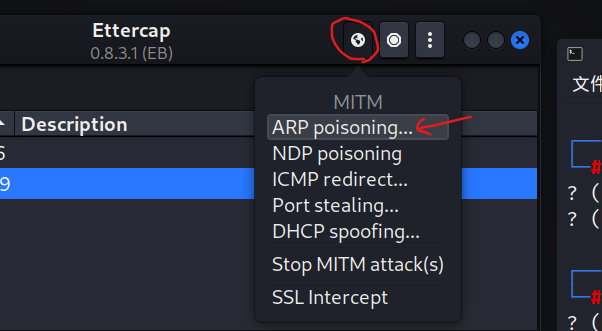 Ettercap
0.8.3.1 (EB)
Description
6
9
MITM
ARP poisoning...
NDP poisoning
ICMP redirect...
Port stealing...
DHCP spoofing...
Stop MITM attack(s)
SSL Intercept
文件
#
? (
? (
#
? (